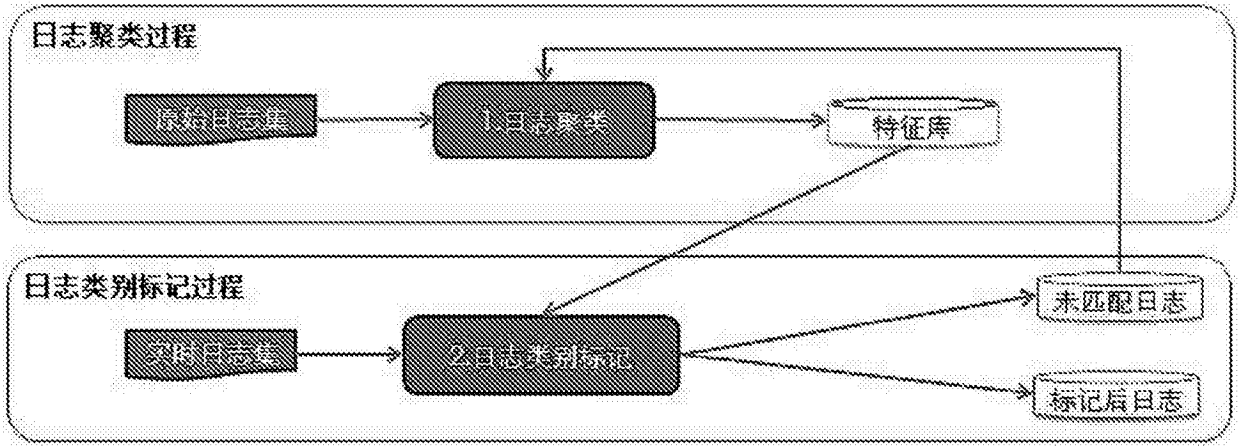 日志聚类过程
原始日志集
1.日志聚类
特征库
日志类别标记过程
未匹配日志
实时日志集
2.日志类别标记
标记后日志